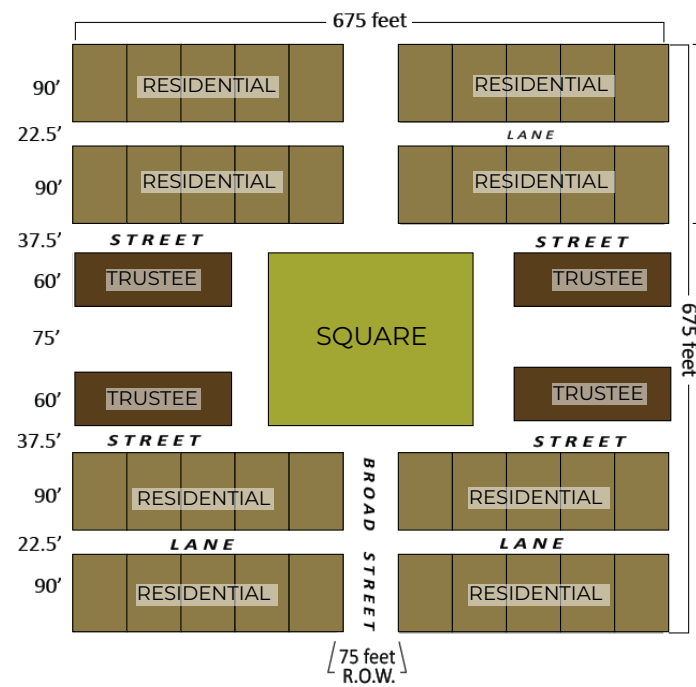 675 feet
90’
RESIDENTIAL
RESIDENTIAL
22.5’
LANE
90’
RESIDENTIAL
RESIDENTIAL
37.5’
STREET
STREET
60’
TRUSTEE
TRUSTEE
75’
SQUARE
675 feet
60’
TRUSTEE
TRUSTEE
37.5’
STREET
STREET
90’
RESIDENTIAL
RESIDENTIAL
BROAD STREET
22.5’
LANE
LANE
90’
RESIDENTIAL
RESIDENTIAL
75 feet
R.O.W.